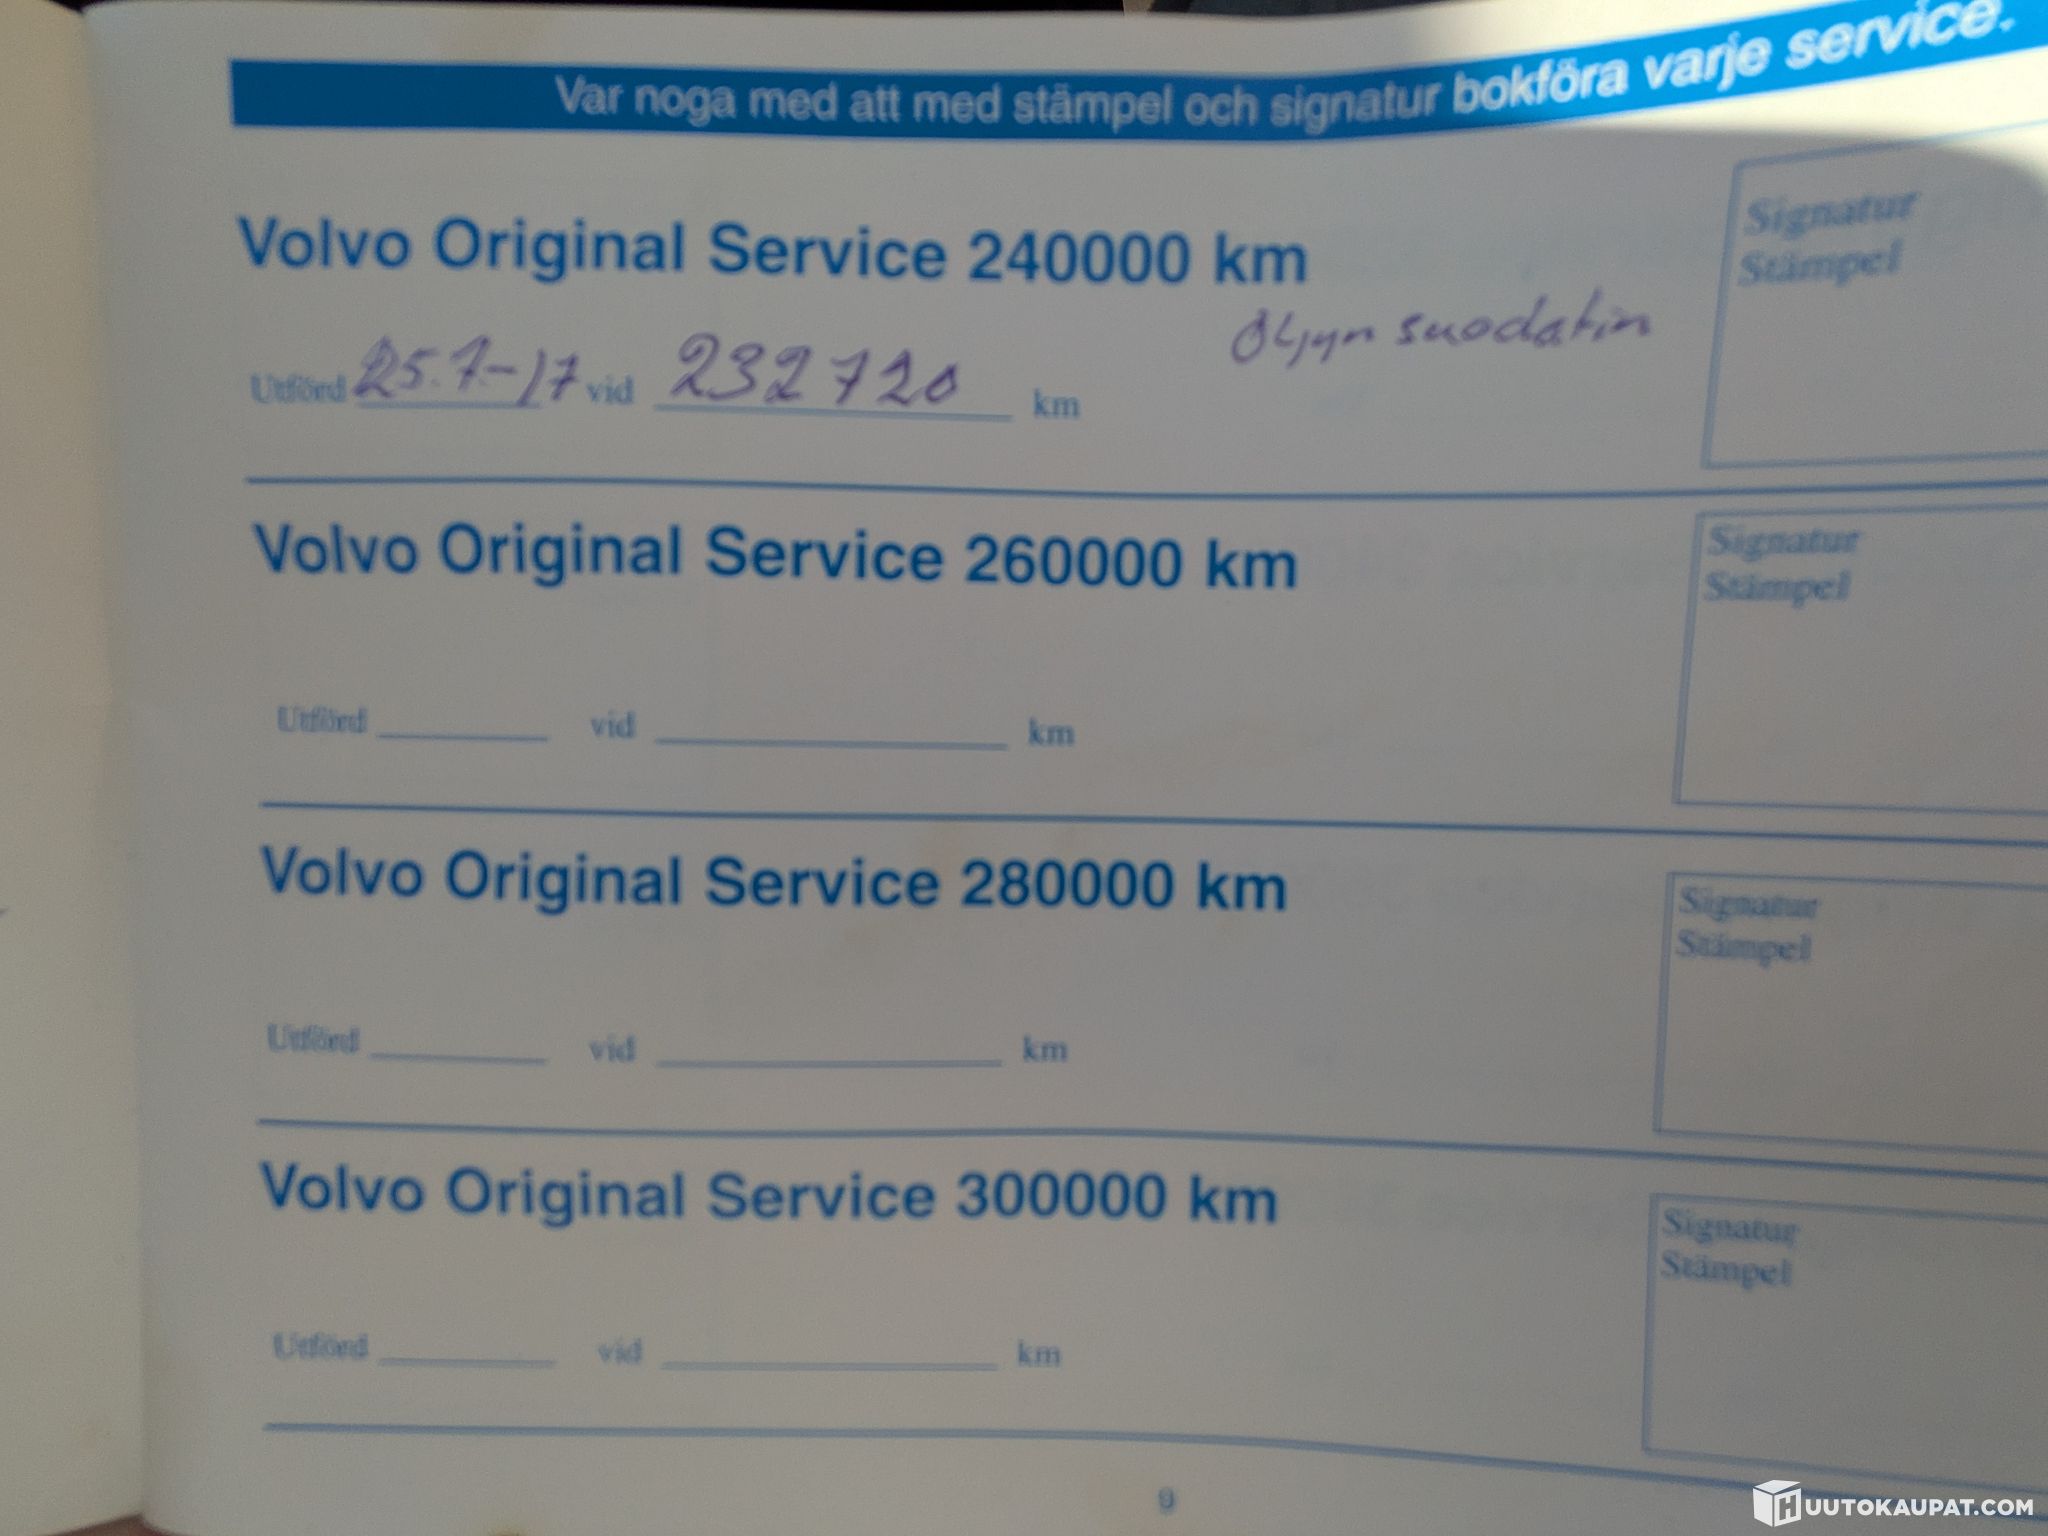 Var noga med att med stämpel och signatur bokföra varje service.
Volvo Original Service 240000 km
Signatur
Stämpel
Öljyn suodatin
Utförd 25.7-17 vid 232720 km
Volvo Original Service 260000 km
Signatur
Stämpel
Utförd vid km
Volvo Original Service 280000 km
Signatur
Stämpel
Utförd vid km
Volvo Original Service 300000 km
Signatur
Stämpel
Utförd vid km
9
HUUTOKAUPAT.COM